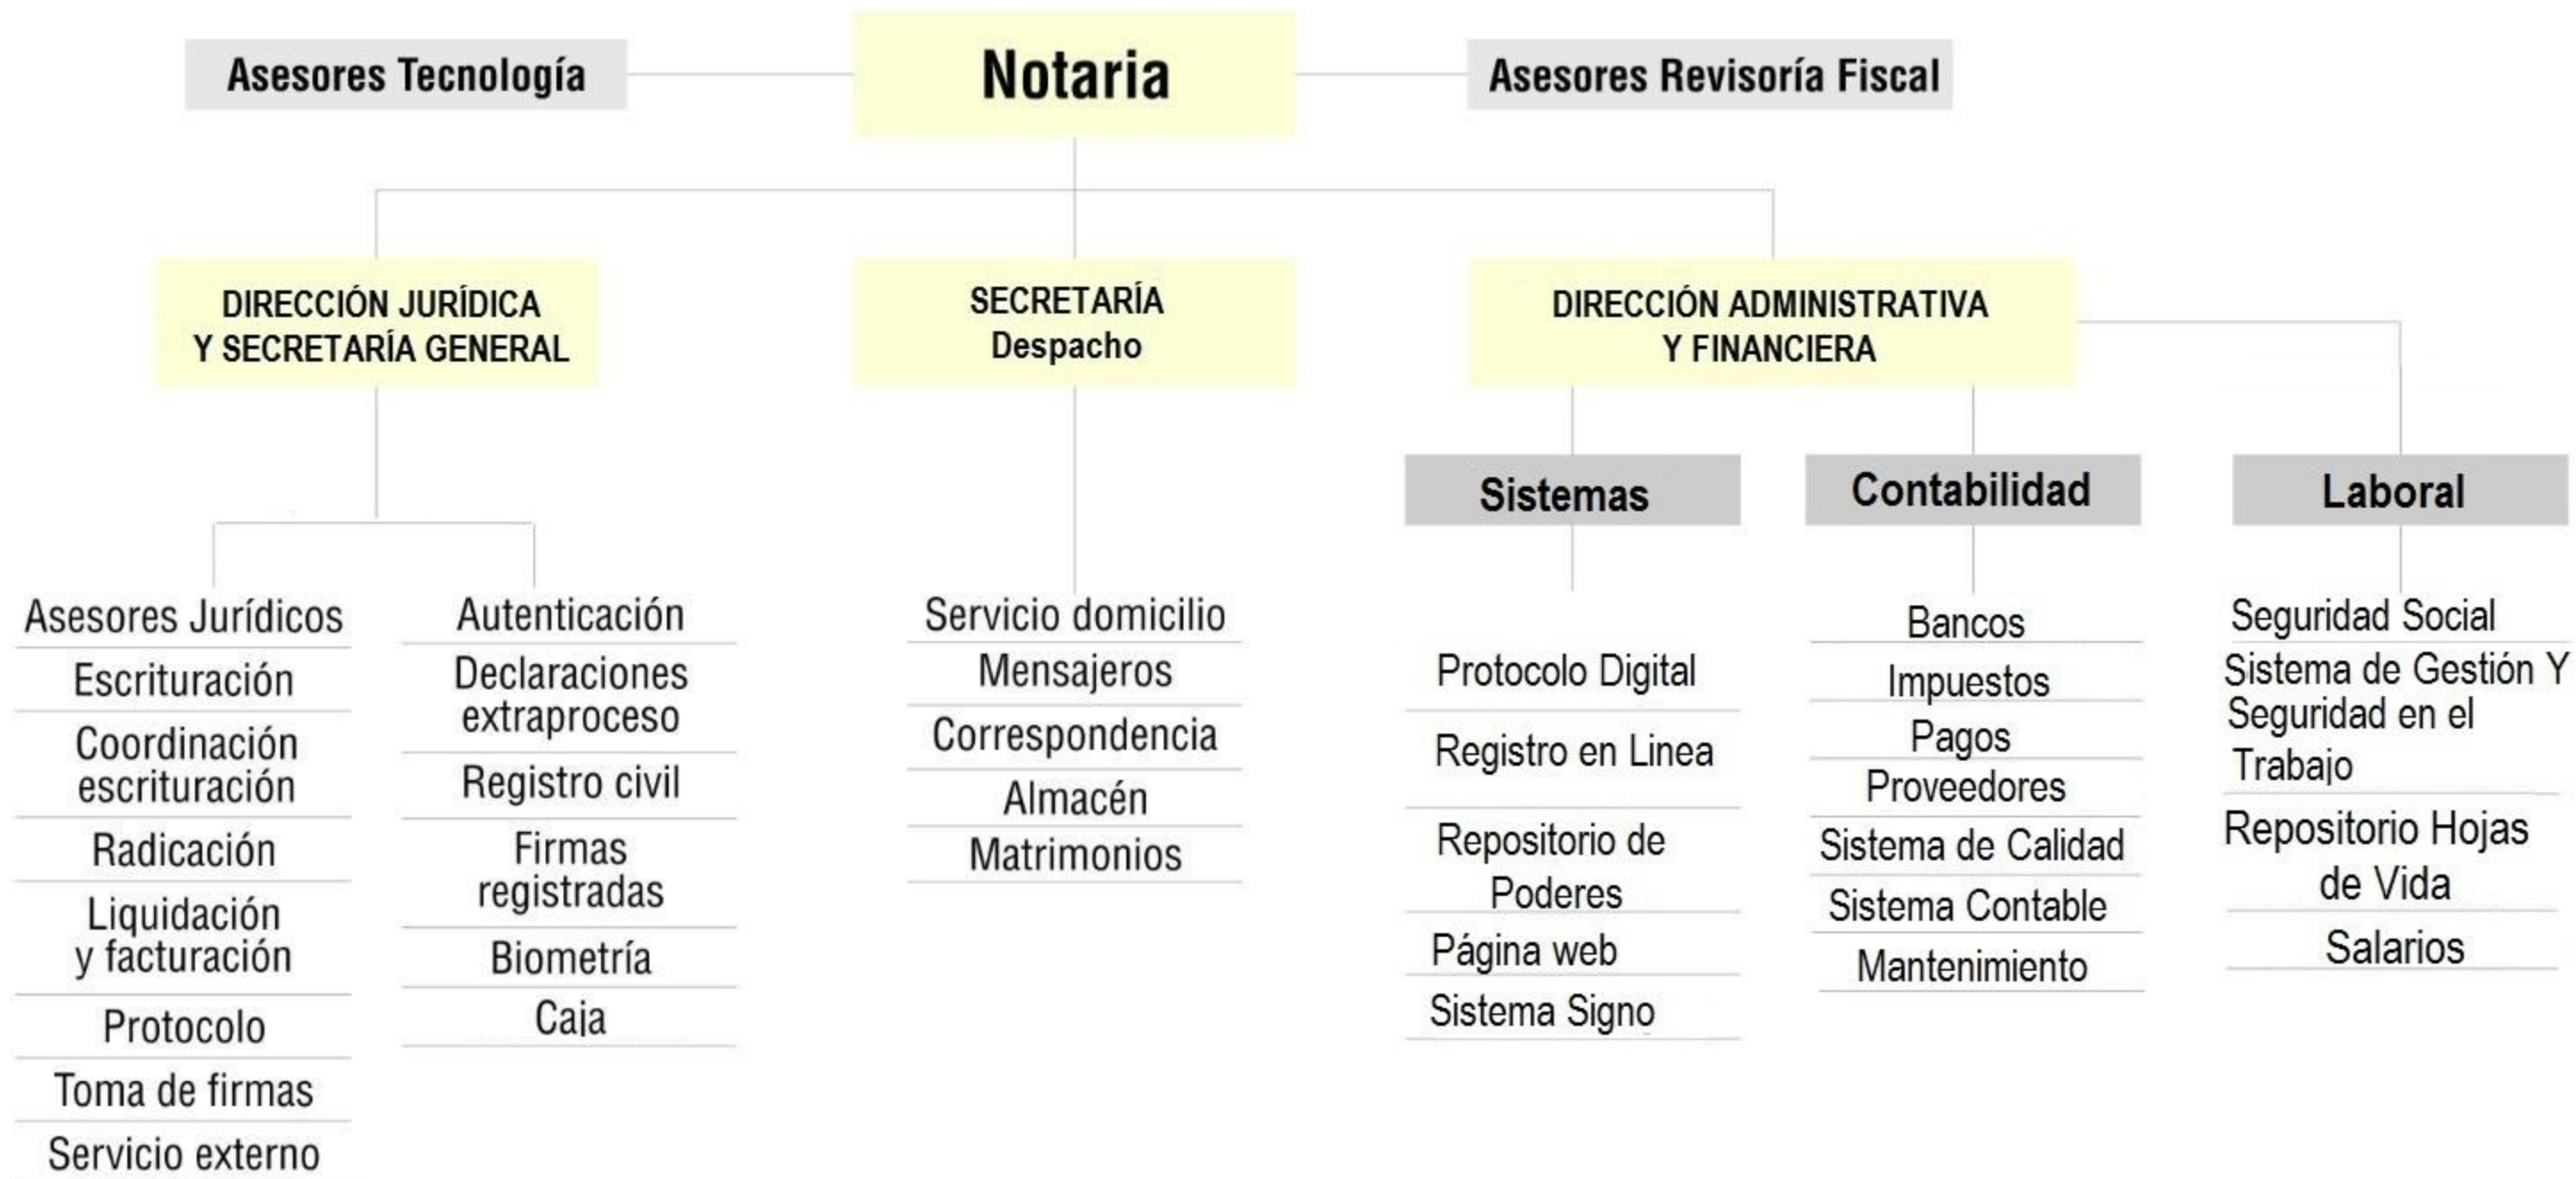 Asesores Tecnología
Notaria
Asesores Revisoría Fiscal
DIRECCIÓN JURÍDICA
Y SECRETARÍA GENERAL
SECRETARÍA
Despacho
DIRECCIÓN ADMINISTRATIVA
Y FINANCIERA
Asesores Jurídicos
Escrituración
Coordinación
escrituración
Radicación
Liquidación
y facturación
Protocolo
Toma de firmas
Servicio externo
Autenticación
Declaraciones
extraproceso
Registro civil
Firmas
registradas
Biometría
Caja
Servicio domicilio
Mensajeros
Correspondencia
Almacén
Matrimonios
Sistemas
Protocolo Digital
Registro en Linea
Repositorio de
Poderes
Página web
Sistema Signo
Contabilidad
Bancos
Impuestos
Pagos
Proveedores
Sistema de Calidad
Sistema Contable
Mantenimiento
Laboral
Seguridad Social
Sistema de Gestión Y
Seguridad en el
Trabajo
Repositorio Hojas
de Vida
Salarios